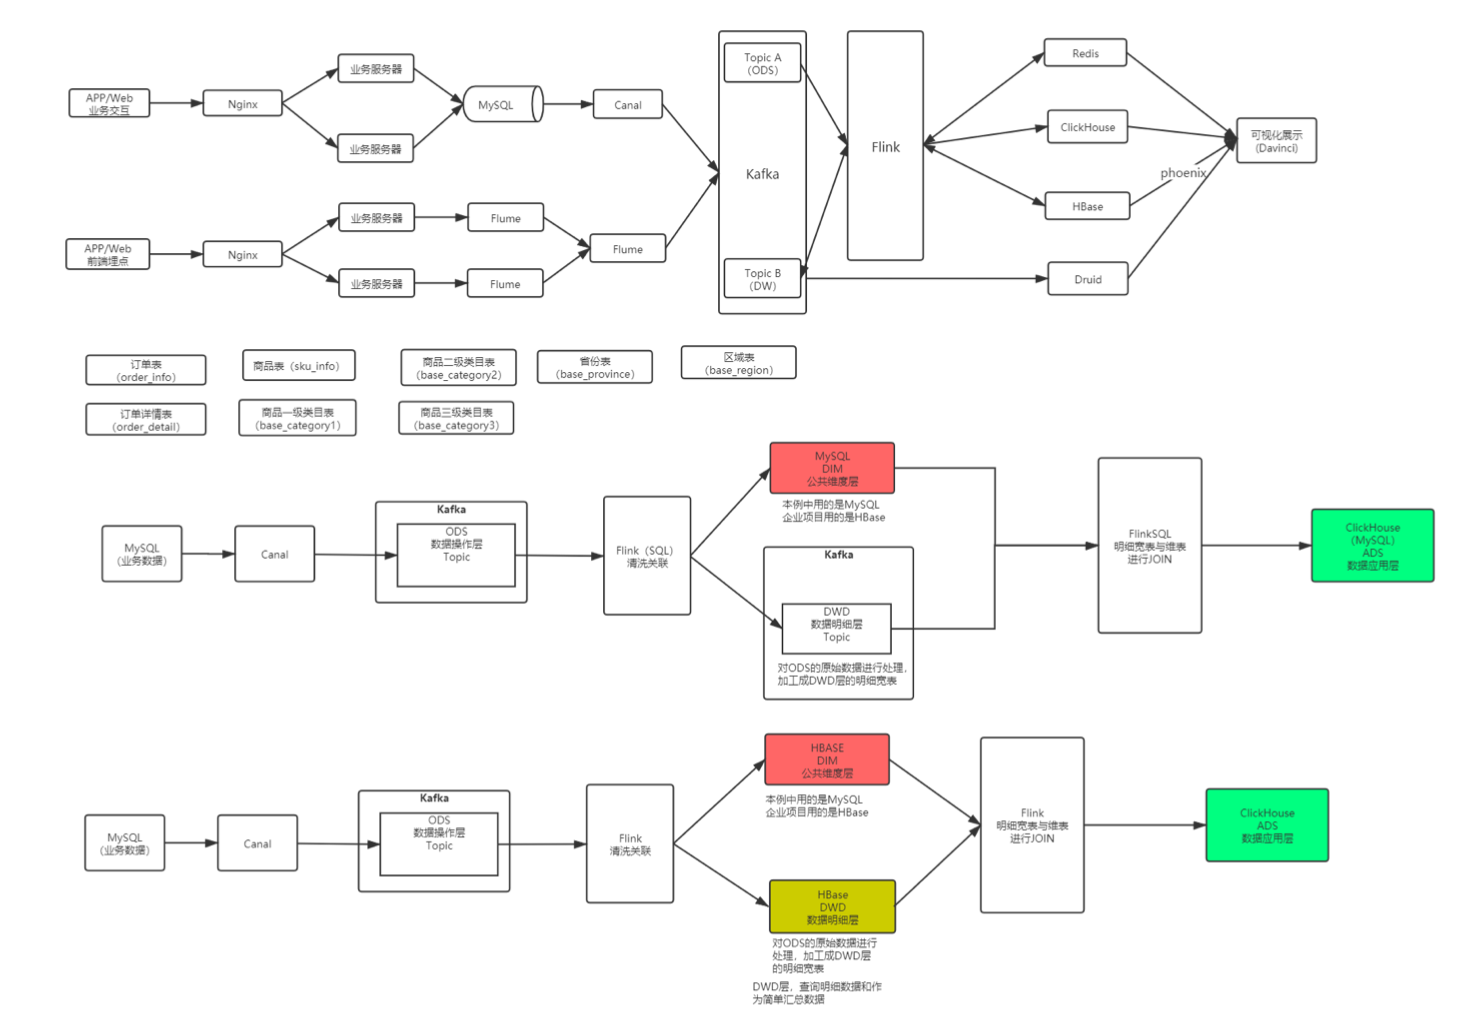 APP/Web
业务交互
Nginx
业务服务器
业务服务器
MySQL
Canal
APP/Web
前端埋点
Nginx
业务服务器
业务服务器
Flume
Flume
Flume
Topic A
（ODS）
Kafka
Topic B
（DW）
Flink
Redis
ClickHouse
HBase
Druid
phoenix
可视化展示
(Davinci)
订单表
（order_info）
商品表（sku_info）
商品二级类目表
（base_category2）
省份表
（base_province）
区域表
（base_region）
订单详情表
（order_detail）
商品一级类目表
（base_category1）
商品三级类目表
（base_category3）
MySQL
（业务数据）
Canal
Kafka
ODS
数据操作层
Topic
Flink（SQL）
清洗关联
MySQL
DIM
公共维度层
本例中用的是MySQL
企业项目用的是HBase
Kafka
DWD
数据明细层
Topic
对ODS的原始数据进行处理，
加工成DWD层的明细宽表
FlinkSQL
明细宽表与维表
进行JOIN
ClickHouse
（MySQL）
ADS
数据应用层
MySQL
（业务数据）
Canal
Kafka
ODS
数据操作层
Topic
Flink
清洗关联
HBASE
DIM
公共维度层
本例中用的是MySQL
企业项目用的是HBase
HBase
DWD
数据明细层
对ODS的原始数据进行
处理，加工成DWD层
的明细宽表
DWD层，查询明细数据和作
为简单汇总数据
Flink
明细宽表与维表
进行JOIN
ClickHouse
ADS
数据应用层